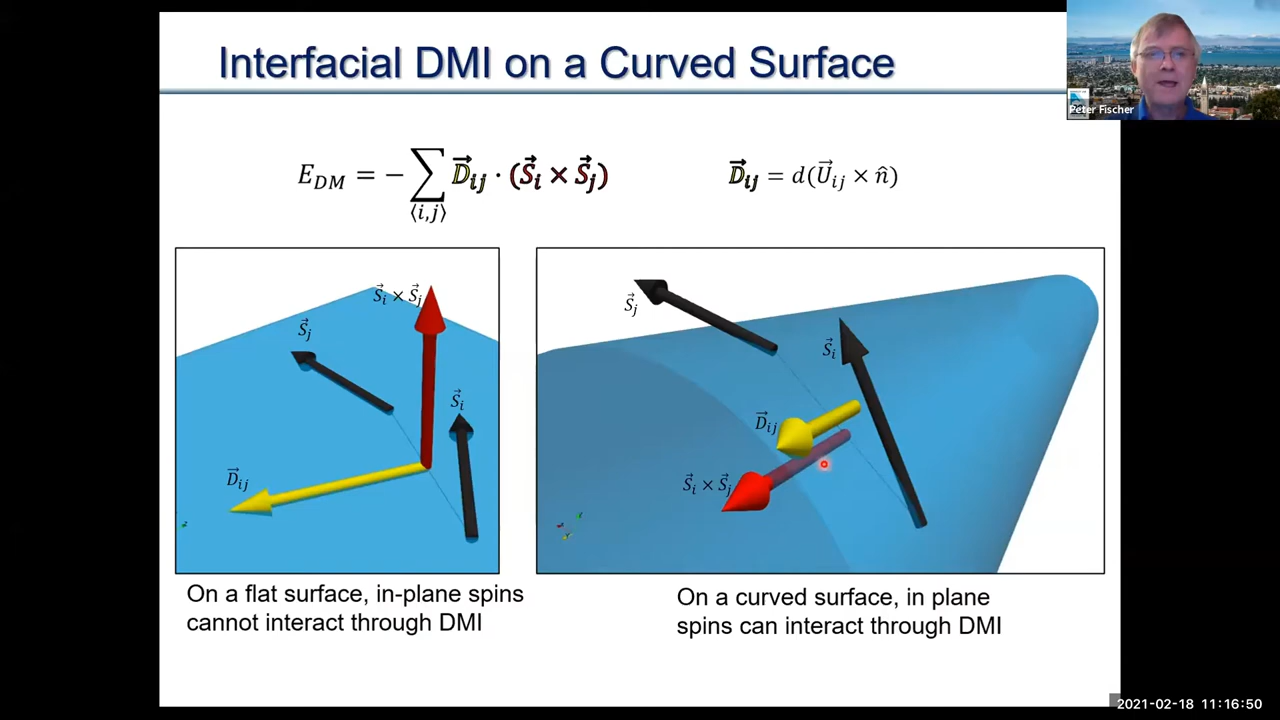 Interfacial DMI on a Curved Surface
Peter Fischer
E_DM = − ∑_⟨i,j⟩ D⃗_ij · (S⃗_i × S⃗_j)
D⃗_ij = d(U⃗_ij × n̂)
S⃗_i × S⃗_j
S⃗_j
S⃗_i
D⃗_ij
S⃗_j
S⃗_i
D⃗_ij
S⃗_i × S⃗_j
On a flat surface, in-plane spins
cannot interact through DMI
On a curved surface, in plane
spins can interact through DMI
2021-02-18 11:16:50